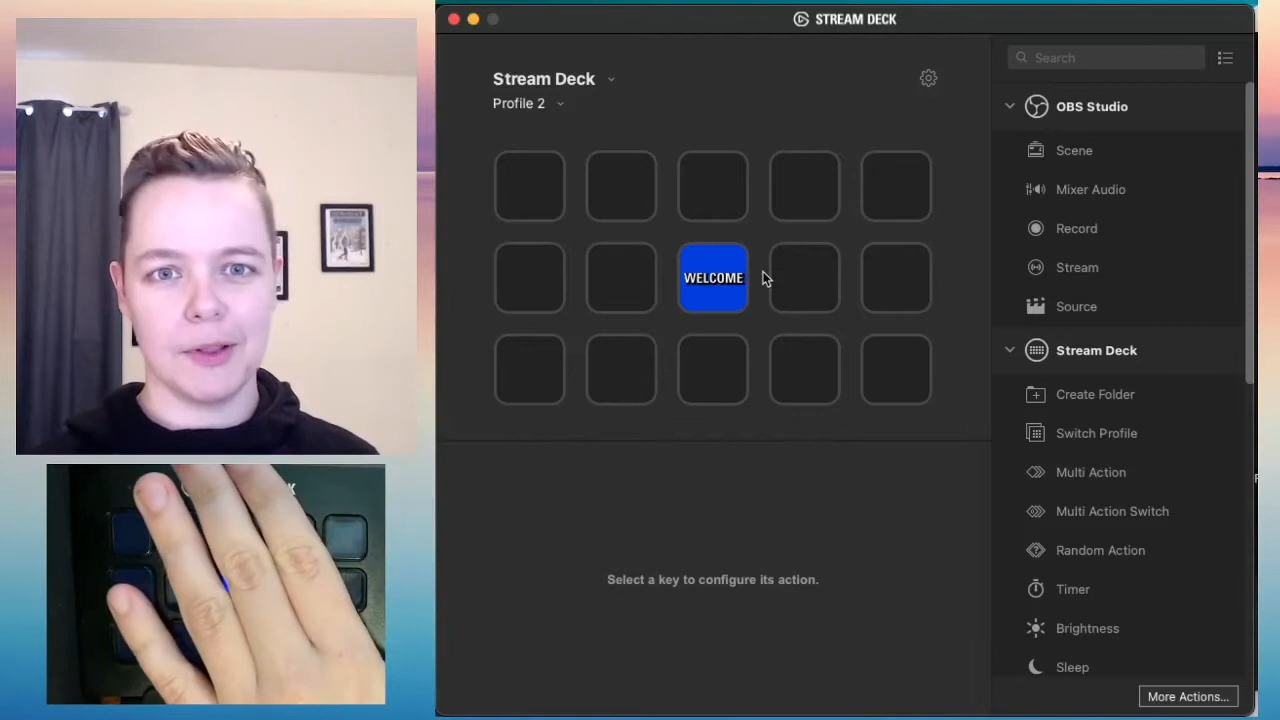 STREAM DECK
Stream Deck
Profile 2
WELCOME
Select a key to configure its action.
Search
OBS Studio
Scene
Mixer Audio
Record
Stream
Source
Stream Deck
Create Folder
Switch Profile
Multi Action
Multi Action Switch
Random Action
Timer
Brightness
Sleep
More Actions...